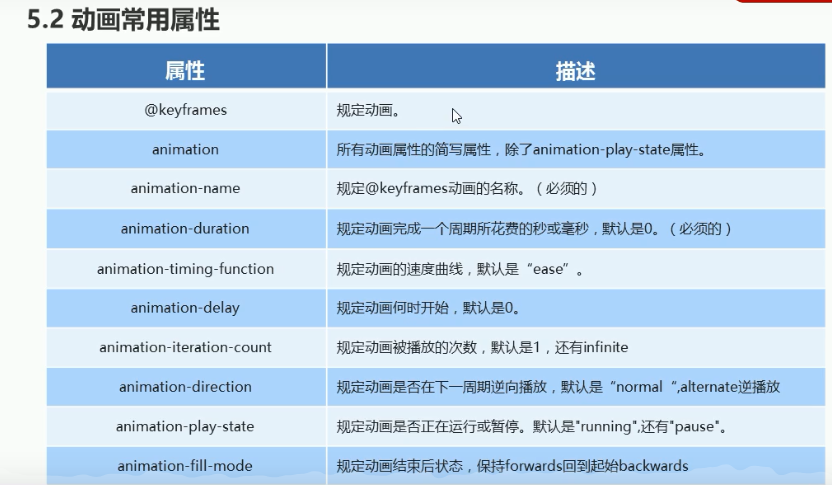 5.2 动画常用属性
属性 描述
@keyframes 规定动画。
animation 所有动画属性的简写属性，除了animation-play-state属性。
animation-name 规定@keyframes动画的名称。（必须的）
animation-duration 规定动画完成一个周期所花费的秒或毫秒，默认是0。（必须的）
animation-timing-function 规定动画的速度曲线，默认是“ease”。
animation-delay 规定动画何时开始，默认是0。
animation-iteration-count 规定动画被播放的次数，默认是1，还有infinite
animation-direction 规定动画是否在下一周期逆向播放，默认是“normal“,alternate逆播放
animation-play-state 规定动画是否正在运行或暂停。默认是"running",还有"pause"。
animation-fill-mode 规定动画结束后状态，保持forwards回到起始backwards